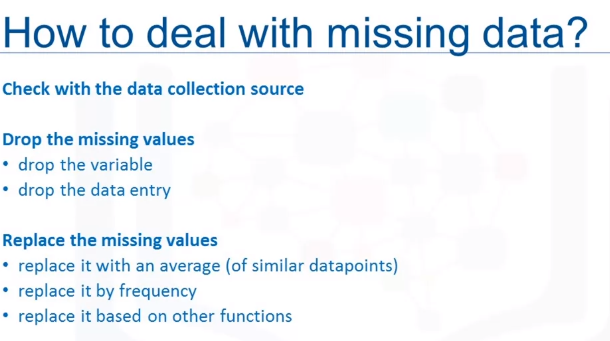 How to deal with missing data?
Check with the data collection source
Drop the missing values
• drop the variable
• drop the data entry
Replace the missing values
• replace it with an average (of similar datapoints)
• replace it by frequency
• replace it based on other functions